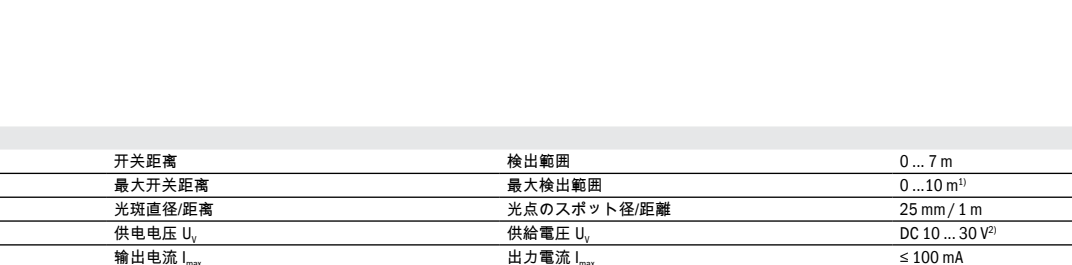 开关距离 検出範囲 0 ... 7 m
最大开关距离 最大検出範囲 0 ...10 m¹⁾
光斑直径/距离 光点のスポット径/距離 25 mm / 1 m
供电电压 Uᵥ 供給電圧 Uᵥ DC 10 ... 30 V²⁾
输出电流 Iₘₐₓ 出力電流 Iₘₐₓ ≤ 100 mA